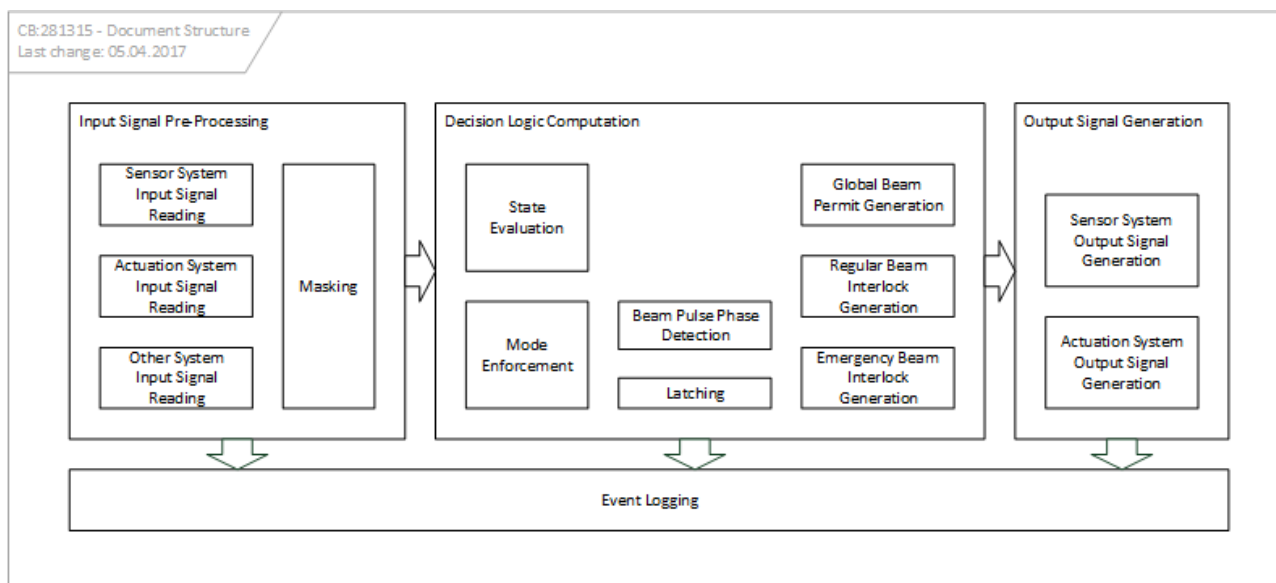 CB:281315 - Document Structure
Last change: 05.04.2017
Input Signal Pre-Processing
Sensor System
Input Signal
Reading
Actuation System
Input Signal
Reading
Other System
Input Signal
Reading
Masking
Decision Logic Computation
State
Evaluation
Mode
Enforcement
Beam Pulse Phase
Detection
Latching
Global Beam
Permit Generation
Regular Beam
Interlock
Generation
Emergency Beam
Interlock
Generation
Output Signal Generation
Sensor System
Output Signal
Generation
Actuation System
Output Signal
Generation
Event Logging